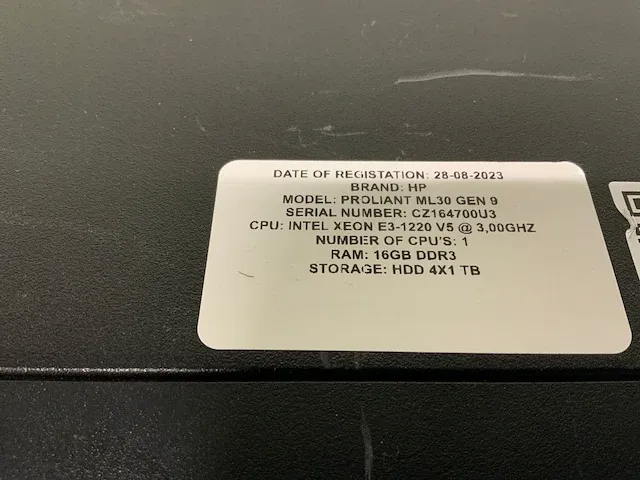 DATE OF REGISTATION: 28-08-2023
BRAND: HP
MODEL: PROLIANT ML30 GEN 9
SERIAL NUMBER: CZ164700U3
CPU: INTEL XEON E3-1220 V5 @ 3,00GHZ
NUMBER OF CPU'S: 1
RAM: 16GB DDR3
STORAGE: HDD 4X1 TB